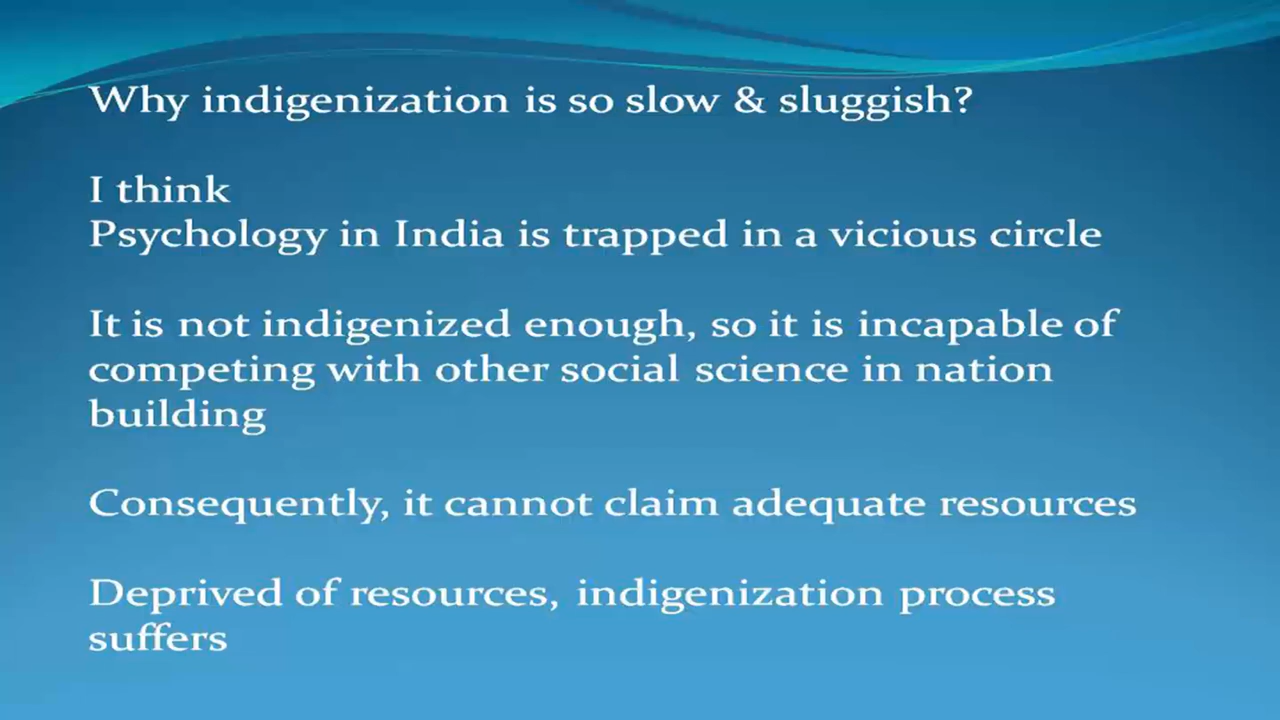 Why indigenization is so slow & sluggish?
I think
Psychology in India is trapped in a vicious circle
It is not indigenized enough, so it is incapable of
competing with other social science in nation
building
Consequently, it cannot claim adequate resources
Deprived of resources, indigenization process
suffers